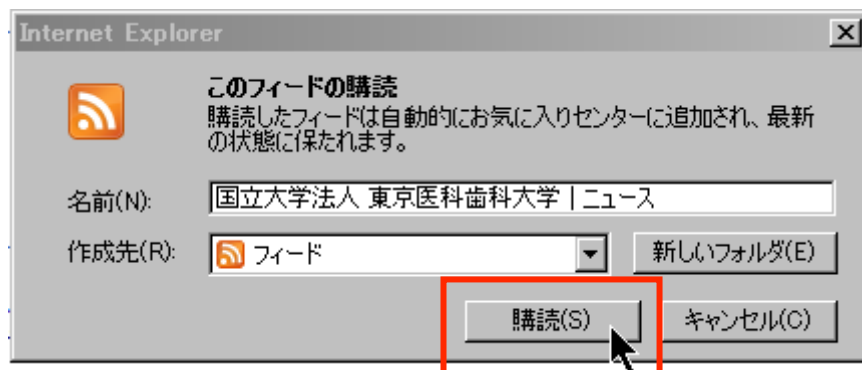 Internet Explorer
このフィードの購読
購読したフィードは自動的にお気に入りセンターに追加され、最新
の状態に保たれます。
名前(N):
国立大学法人 東京医科歯科大学 | ニュース
作成先(R):
フィード
新しいフォルダ(E)
購読(S)
キャンセル(C)